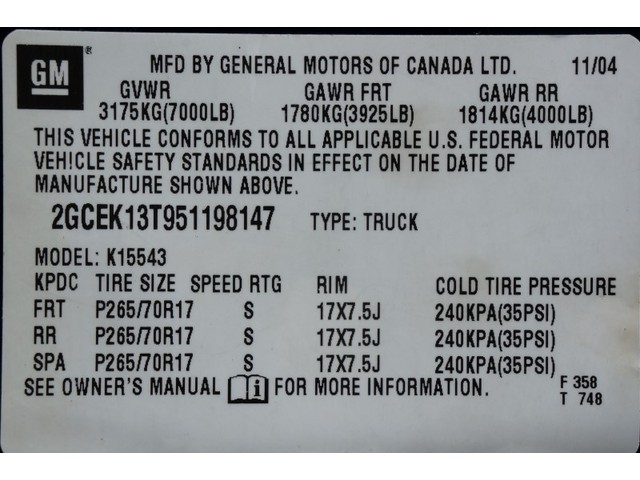 GM ®
MFD BY GENERAL MOTORS OF CANADA LTD. 11/04
GVWR GAWR FRT GAWR RR
3175KG(7000LB) 1780KG(3925LB) 1814KG(4000LB)
THIS VEHICLE CONFORMS TO ALL APPLICABLE U.S. FEDERAL MOTOR
VEHICLE SAFETY STANDARDS IN EFFECT ON THE DATE OF
MANUFACTURE SHOWN ABOVE.
2GCEK13T951198147 TYPE: TRUCK
MODEL: K15543
KPDC TIRE SIZE SPEED RTG RIM COLD TIRE PRESSURE
FRT P265/70R17 S 17X7.5J 240KPA(35PSI)
RR P265/70R17 S 17X7.5J 240KPA(35PSI)
SPA P265/70R17 S 17X7.5J 240KPA(35PSI)
SEE OWNER'S MANUAL i FOR MORE INFORMATION. F 358
T 748